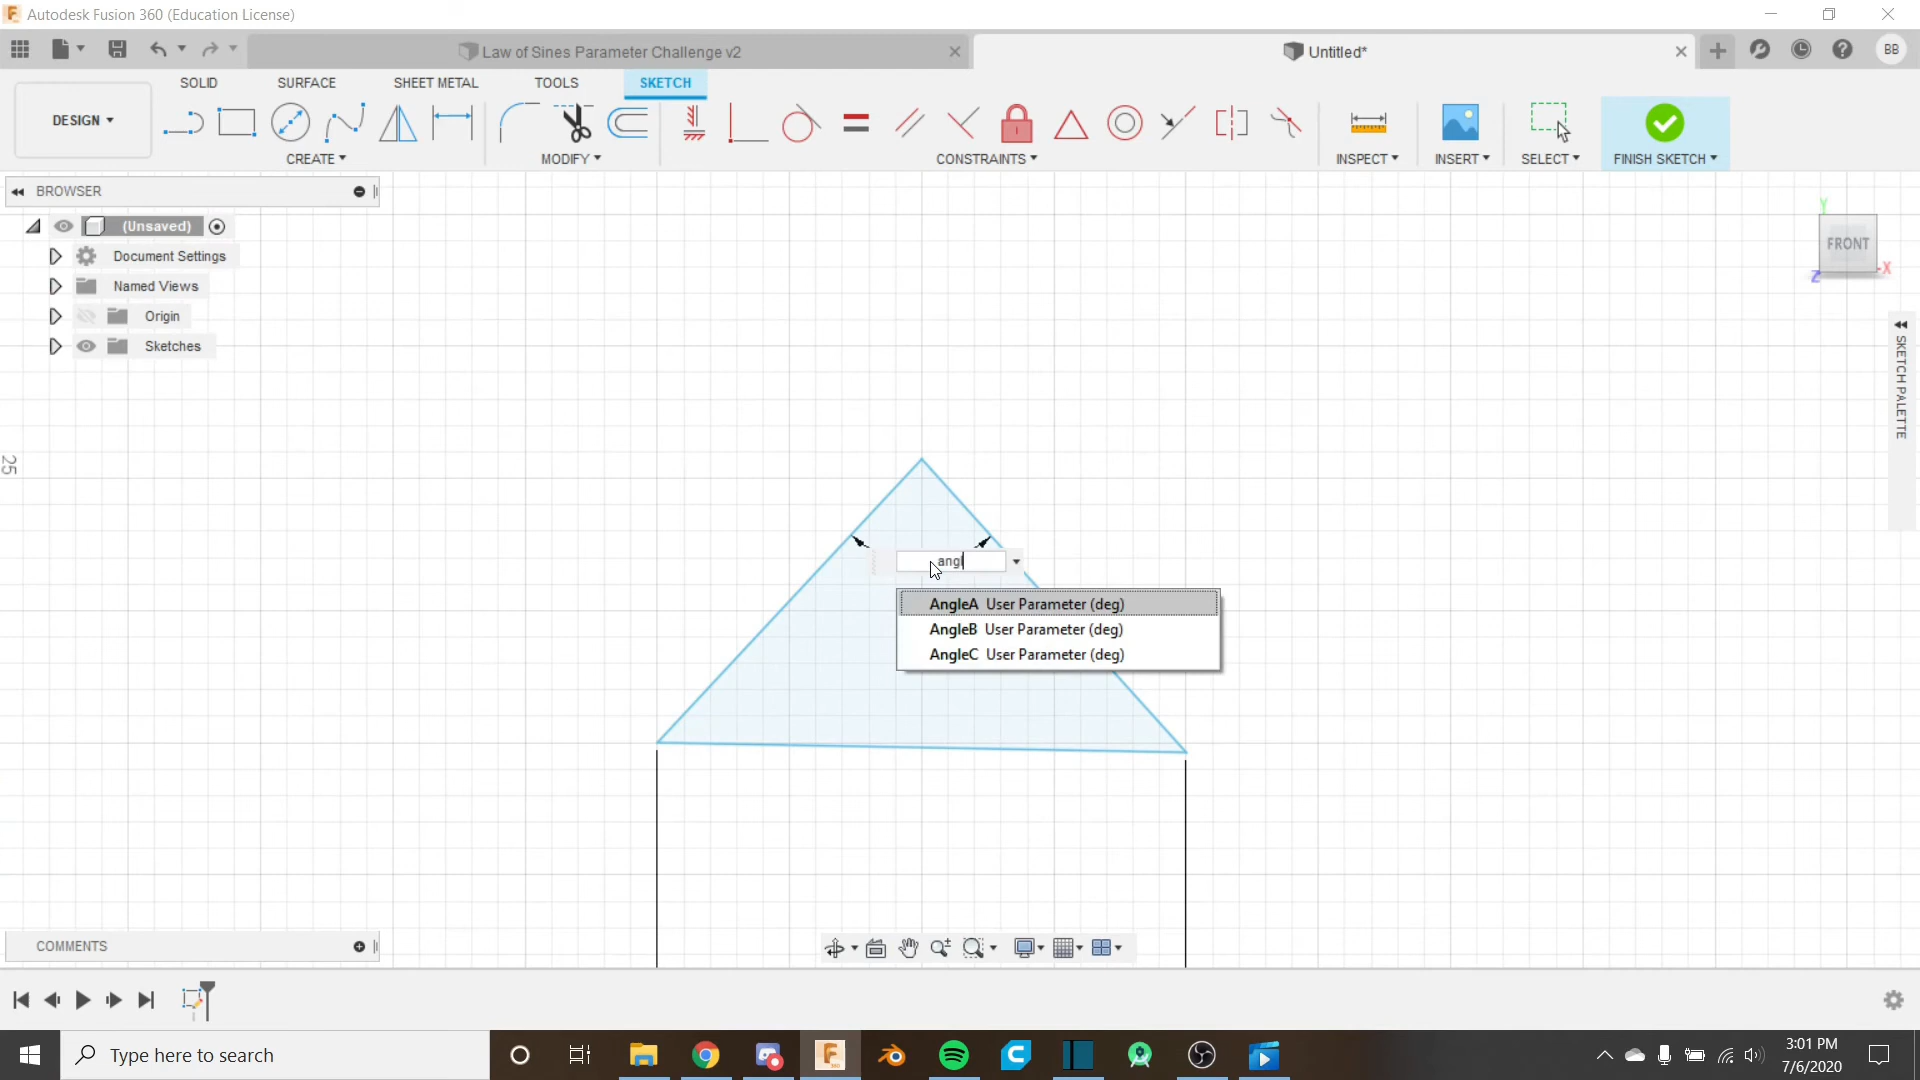 Autodesk Fusion 360 (Education License)
Law of Sines Parameter Challenge v2
Untitled*
BB
DESIGN
SOLID
SURFACE
SHEET METAL
TOOLS
SKETCH
CREATE
MODIFY
CONSTRAINTS
INSPECT
INSERT
SELECT
FINISH SKETCH
BROWSER
(Unsaved)
Document Settings
Named Views
Origin
Sketches
Y
FRONT
X
Z
SKETCH PALETTE
25
angl
AngleA User Parameter (deg)
AngleB User Parameter (deg)
AngleC User Parameter (deg)
COMMENTS
Type here to search
3:01 PM
7/6/2020